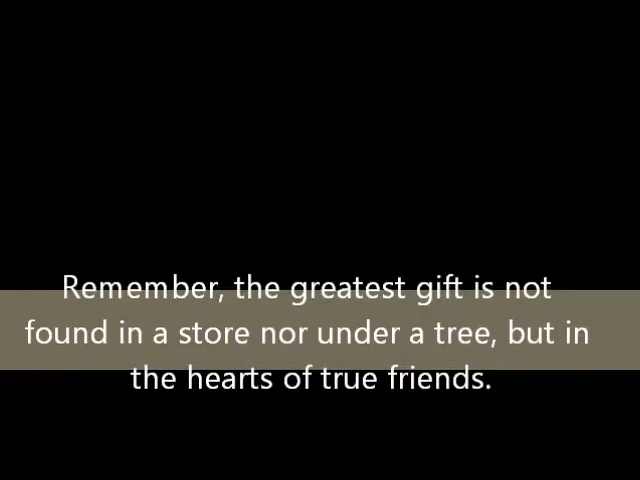 Remember, the greatest gift is not
found in a store nor under a tree, but in
the hearts of true friends.